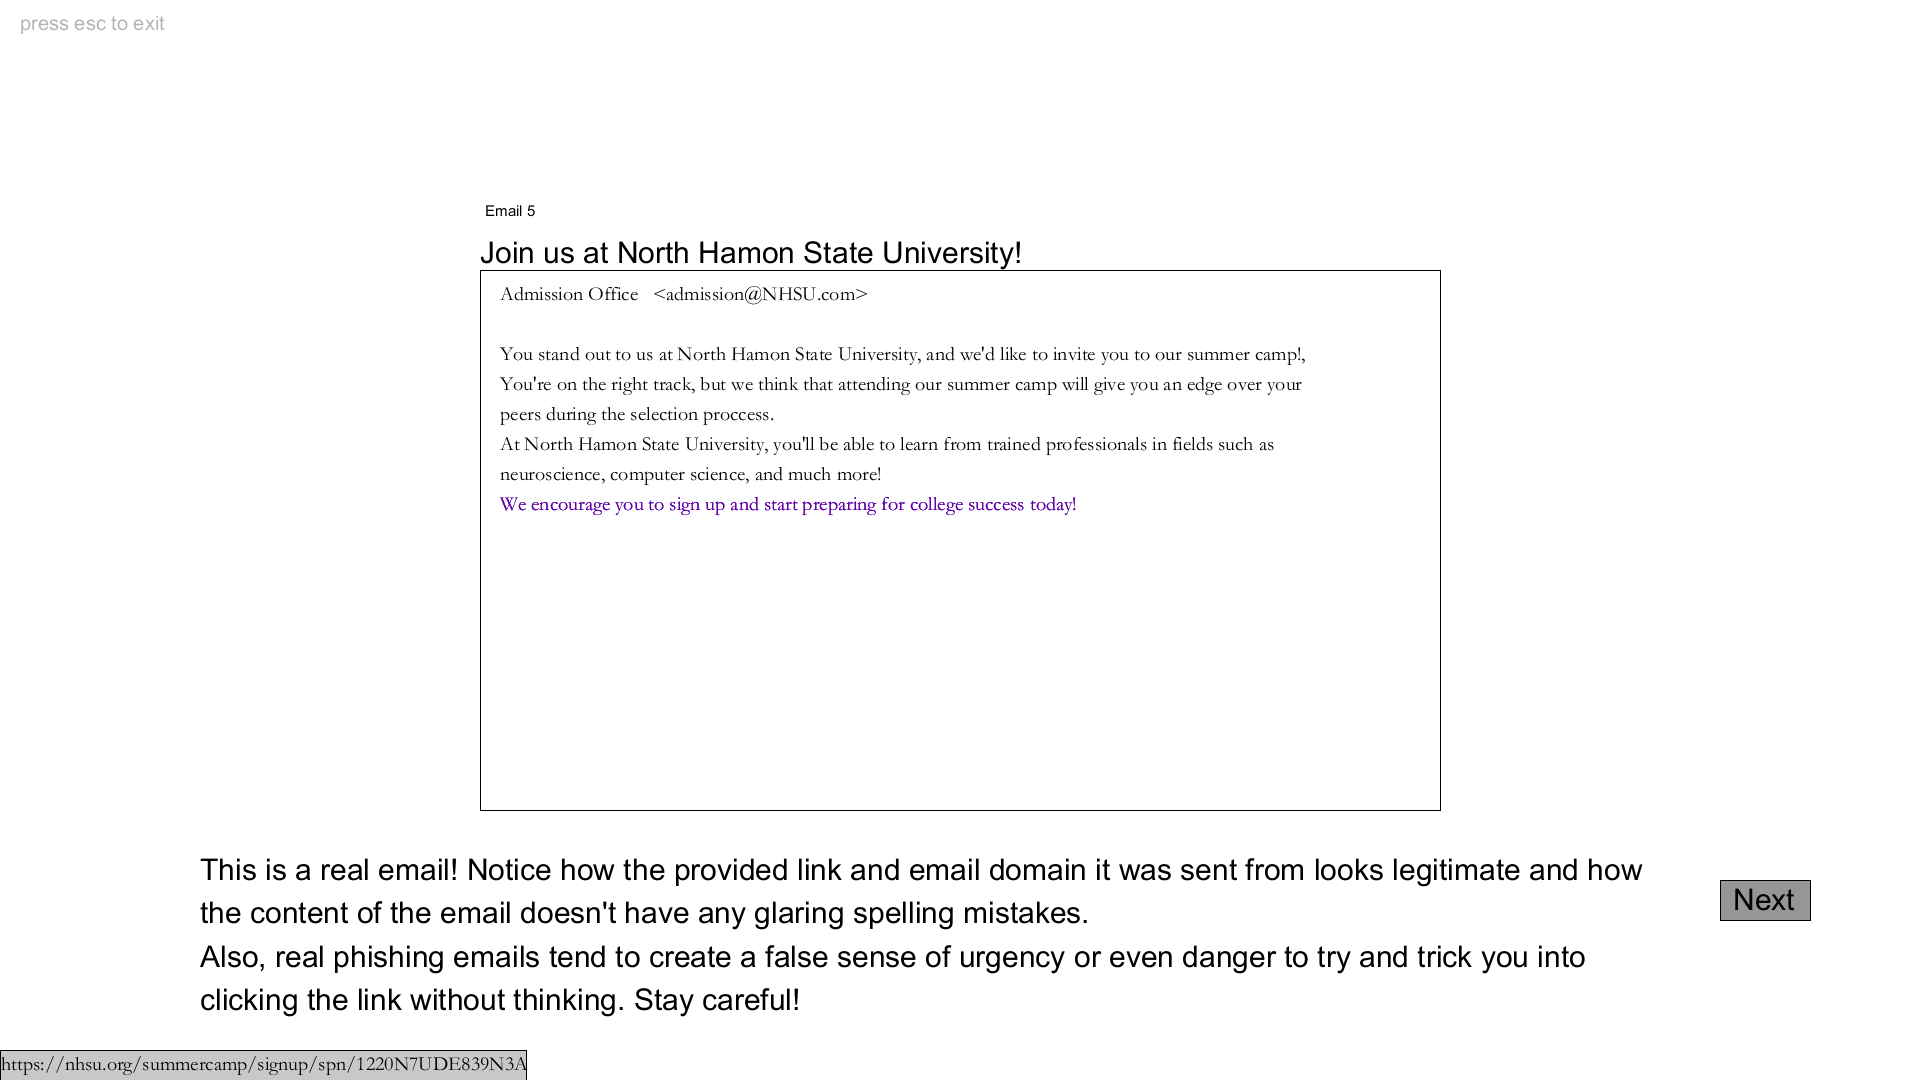 press esc to exit
Email 5
Join us at North Hamon State University!
Admission Office   <admission@NHSU.com>
You stand out to us at North Hamon State University, and we'd like to invite you to our summer camp!,
You're on the right track, but we think that attending our summer camp will give you an edge over your
peers during the selection proccess.
At North Hamon State University, you'll be able to learn from trained professionals in fields such as
neuroscience, computer science, and much more!
We encourage you to sign up and start preparing for college success today!
This is a real email! Notice how the provided link and email domain it was sent from looks legitimate and how
the content of the email doesn't have any glaring spelling mistakes.
Also, real phishing emails tend to create a false sense of urgency or even danger to try and trick you into
clicking the link without thinking. Stay careful!
Next
https://nhsu.org/summercamp/signup/spn/1220N7UDE839N3A